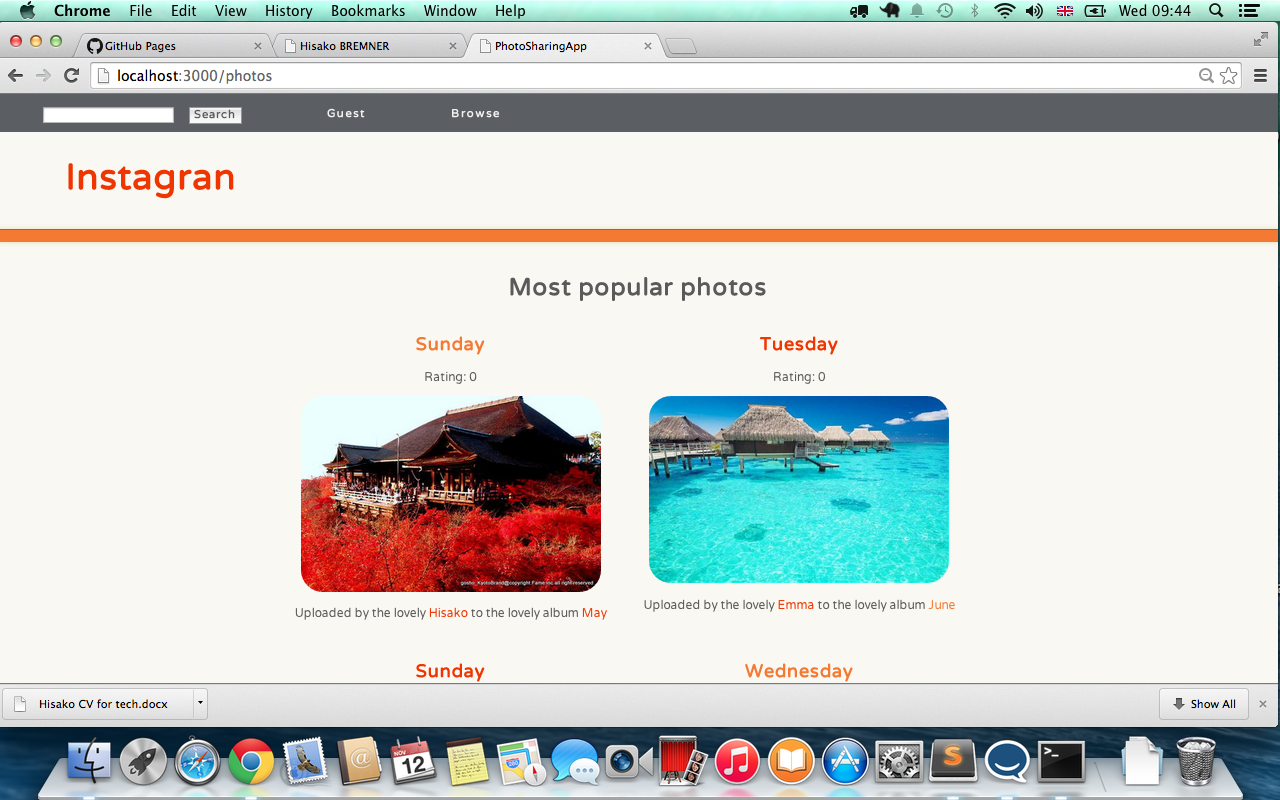 Chrome File Edit View History Bookmarks Window Help Wed 09:44
GitHub Pages Hisako BREMNER PhotoSharingApp
localhost:3000/photos
Search Guest Browse
Instagran
Most popular photos
Sunday Tuesday
Rating: 0 Rating: 0
Uploaded by the lovely Hisako to the lovely album May Uploaded by the lovely Emma to the lovely album June
Sunday Wednesday
Hisako CV for tech.docx Show All
NOV
12